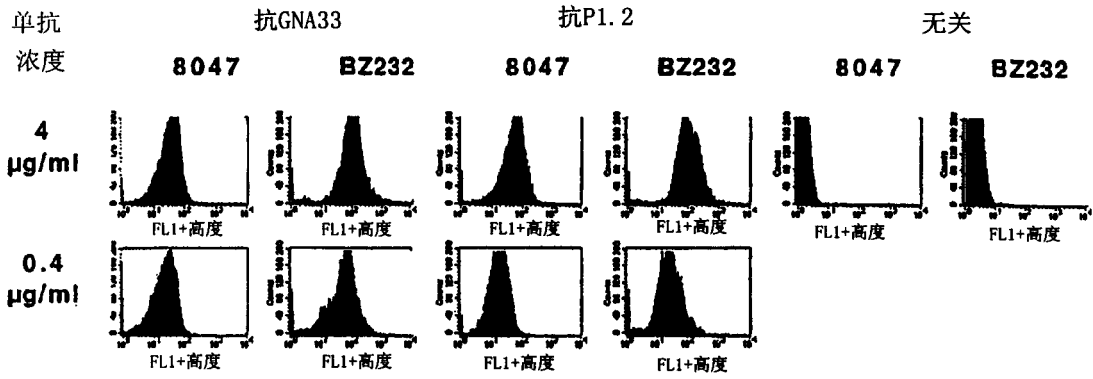 单抗 抗GNA33 抗P1.2 无关
浓度 8047 BZ232 8047 BZ232 8047 BZ232
4
μg/ml
FL1+高度 FL1+高度 FL1+高度 FL1+高度 FL1+高度 FL1+高度
0.4
μg/ml
FL1+高度 FL1+高度 FL1+高度 FL1+高度